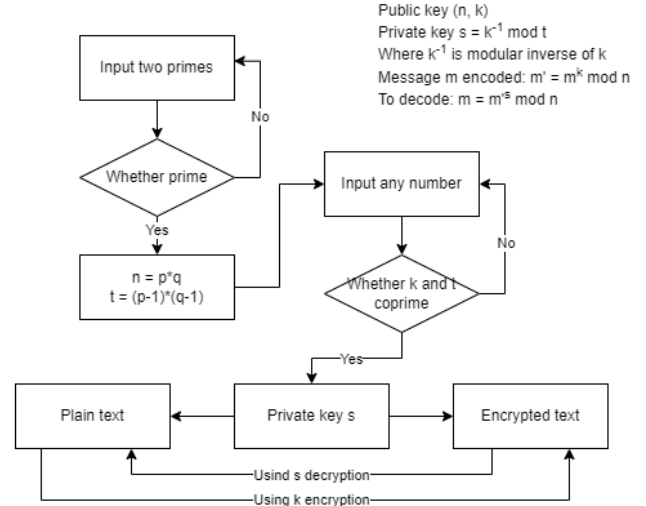 Public key (n, k)
Private key s = k⁻¹ mod t
Where k⁻¹ is modular inverse of k
Message m encoded: m' = mᵏ mod n
To decode: m = m'ˢ mod n
Input two primes
No
Whether prime
Yes
n = p*q
t = (p-1)*(q-1)
Input any number
No
Whether k and t
coprime
Yes
Plain text
Private key s
Encrypted text
Usind s decryption
Using k encryption